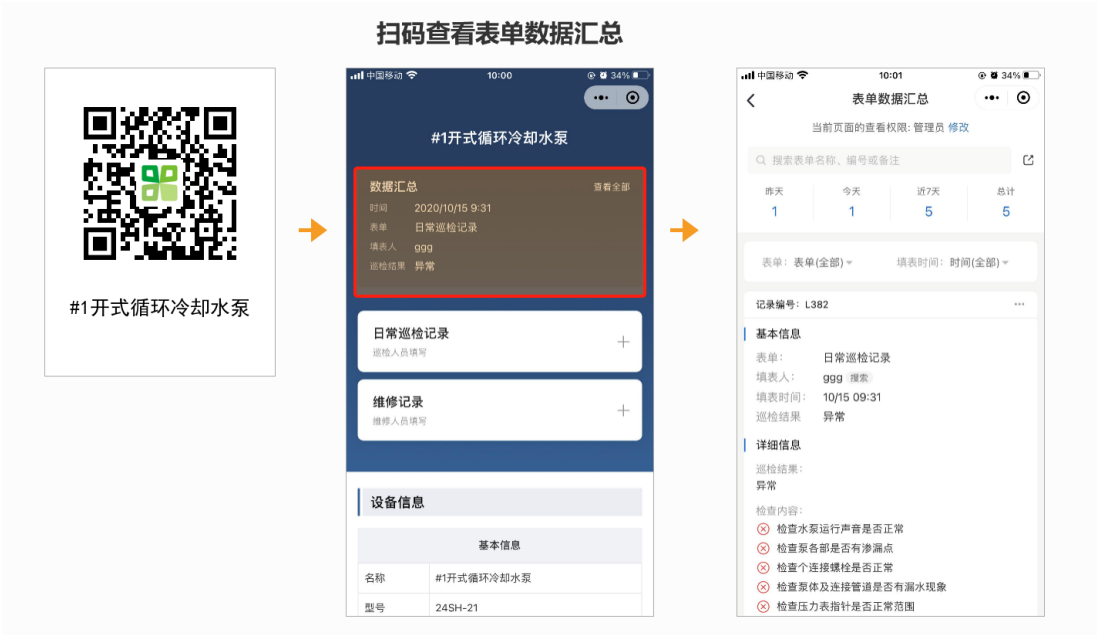 扫码查看表单数据汇总
#1开式循环冷却水泵
中国移动 10:00 34%
#1开式循环冷却水泵
数据汇总 查看全部
时间 2020/10/15 9:31
表单 日常巡检记录
填表人 ggg
巡检结果 异常
日常巡检记录
巡检人员填写
维修记录
维修人员填写
设备信息
基本信息
名称 #1开式循环冷却水泵
型号 24SH-21
中国移动 10:01 34%
表单数据汇总
当前页面的查看权限: 管理员 修改
搜索表单名称、编号或备注
昨天 今天 近7天 总计
1 1 5 5
表单: 表单(全部) 填表时间: 时间(全部)
记录编号: L382
基本信息
表单: 日常巡检记录
填表人: ggg 搜索
填表时间: 10/15 09:31
巡检结果 异常
详细信息
巡检结果:
异常
检查内容:
检查水泵运行声音是否正常
检查泵各部是否有渗漏点
检查个连接螺栓是否正常
检查泵体及连接管道是否有漏水现象
检查压力表指针是否正常范围